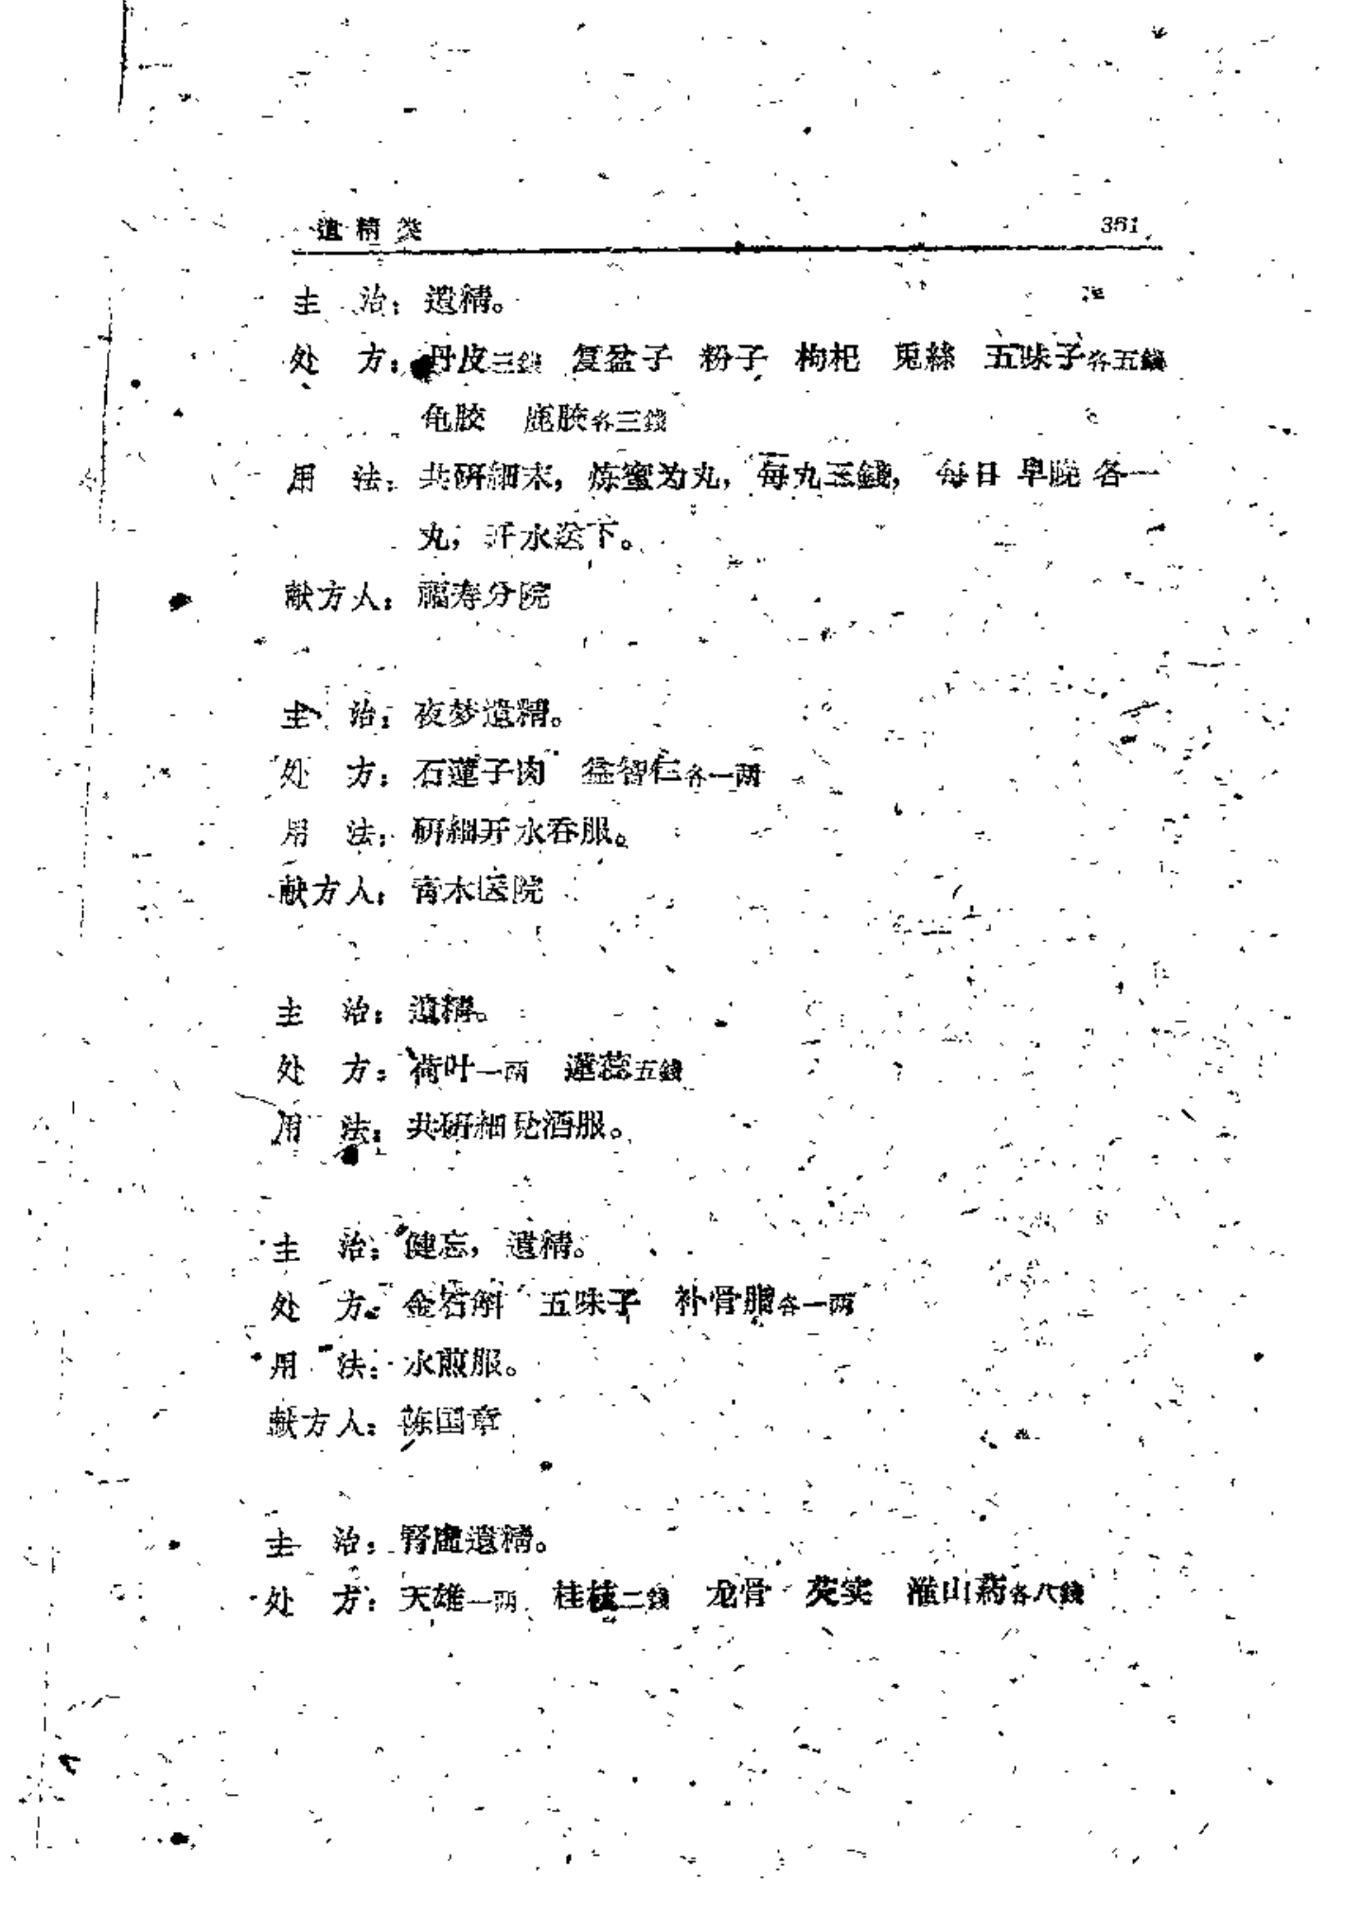 遺精类 361
主 治：遺精。
处 方：丹皮三錢 复盆子 粉子 枸杞 兎絲 五味子各五錢
龟胶 鹿胶各三錢
用 法：共研細末，炼蜜为丸，每丸三錢，每日早晚各一
丸，开水送下。
献方人：福寿分院
主 治：夜梦遺精。
处 方：石蓮子肉 益智仁各一两
用 法：研細开水吞服。
献方人：青木医院
主 治：遺精。
处 方：荷叶一两 蓮蕊五錢
用 法：共研細兑酒服。
主 治：健忘，遺精。
处 方：金石斛 五味子 补骨脂各一两
用 法：水煎服。
献方人：陈国章
主 治：腎虛遺精。
处 方：天雄一两 桂枝二錢 龙骨 芡实 淮山药各八錢